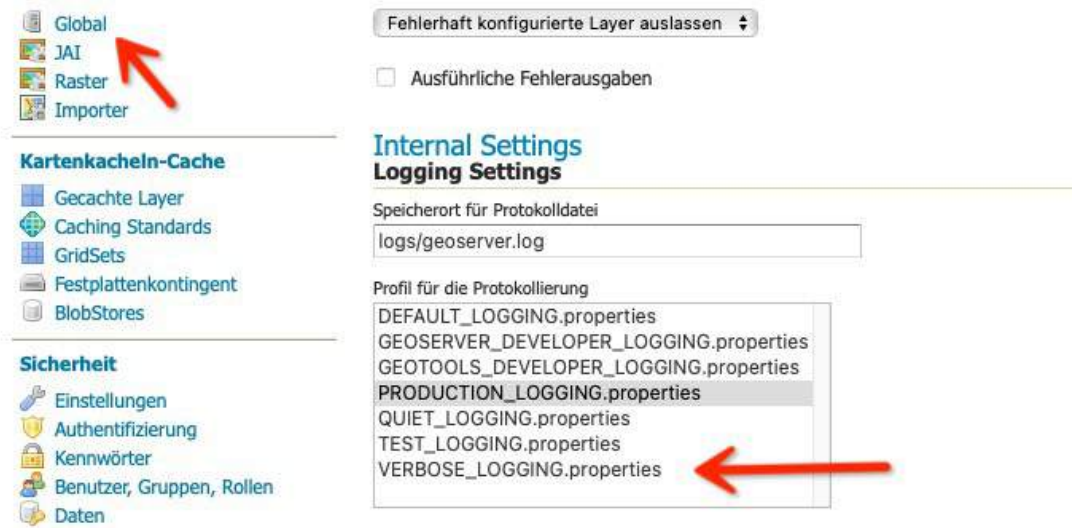 Global
JAI
Raster
Importer
Kartenkacheln-Cache
Gecachte Layer
Caching Standards
GridSets
Festplattenkontingent
BlobStores
Sicherheit
Einstellungen
Authentifizierung
Kennwörter
Benutzer, Gruppen, Rollen
Daten
Fehlerhaft konfigurierte Layer auslassen
Ausführliche Fehlerausgaben
Internal Settings
Logging Settings
Speicherort für Protokolldatei
logs/geoserver.log
Profil für die Protokollierung
DEFAULT_LOGGING.properties
GEOSERVER_DEVELOPER_LOGGING.properties
GEOTOOLS_DEVELOPER_LOGGING.properties
PRODUCTION_LOGGING.properties
QUIET_LOGGING.properties
TEST_LOGGING.properties
VERBOSE_LOGGING.properties